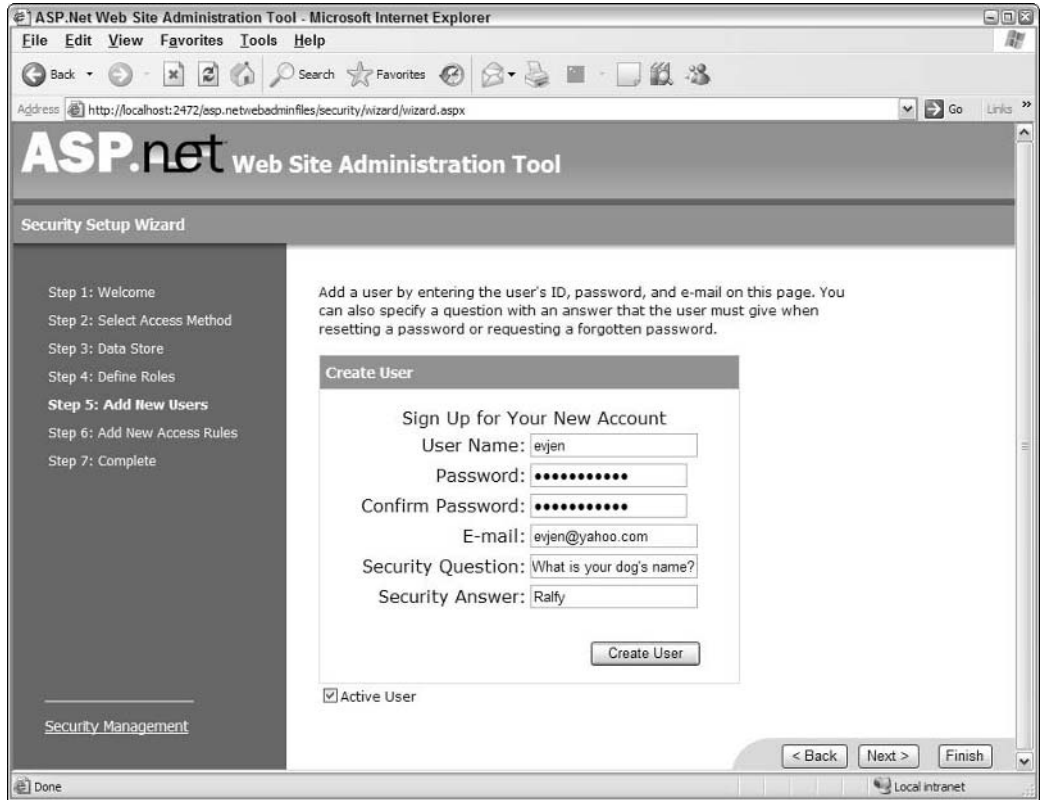 ASP.Net Web Site Administration Tool - Microsoft Internet Explorer
File Edit View Favorites Tools Help
Back Search Favorites
Address http://localhost:2472/asp.netwebadminfiles/security/wizard/wizard.aspx Go Links »
ASP.net Web Site Administration Tool
Security Setup Wizard
Step 1: Welcome
Step 2: Select Access Method
Step 3: Data Store
Step 4: Define Roles
Step 5: Add New Users
Step 6: Add New Access Rules
Step 7: Complete
Security Management
Add a user by entering the user's ID, password, and e-mail on this page. You
can also specify a question with an answer that the user must give when
resetting a password or requesting a forgotten password.
Create User
Sign Up for Your New Account
User Name: evjen
Password: •••••••••••
Confirm Password: •••••••••••
E-mail: evjen@yahoo.com
Security Question: What is your dog's name?
Security Answer: Ralfy
Create User
Active User
< Back Next > Finish
Done Local intranet